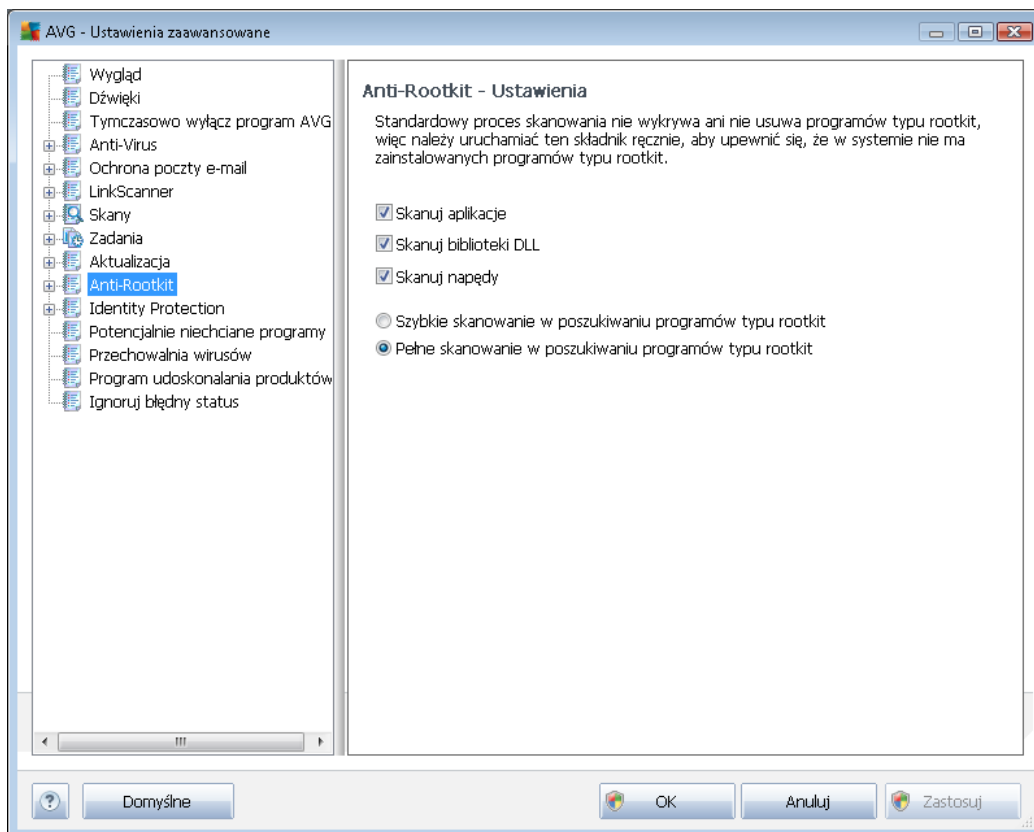 AVG - Ustawienia zaawansowane
Wygląd
Dźwięki
Tymczasowo wyłącz program AVG
Anti-Virus
Ochrona poczty e-mail
LinkScanner
Skany
Zadania
Aktualizacja
Anti-Rootkit
Identity Protection
Potencjalnie niechciane programy
Przechowalnia wirusów
Program udoskonalania produktów
Ignoruj błędny status
Anti-Rootkit - Ustawienia
Standardowy proces skanowania nie wykrywa ani nie usuwa programów typu rootkit,
więc należy uruchamiać ten składnik ręcznie, aby upewnić się, że w systemie nie ma
zainstalowanych programów typu rootkit.
Skanuj aplikacje
Skanuj biblioteki DLL
Skanuj napędy
Szybkie skanowanie w poszukiwaniu programów typu rootkit
Pełne skanowanie w poszukiwaniu programów typu rootkit
? Domyślne OK Anuluj Zastosuj